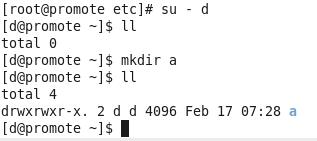 [root@promote etc]# su - d
[d@promote ~]$ ll
total 0
[d@promote ~]$ mkdir a
[d@promote ~]$ ll
total 4
drwxrwxr-x. 2 d d 4096 Feb 17 07:28 a
[d@promote ~]$